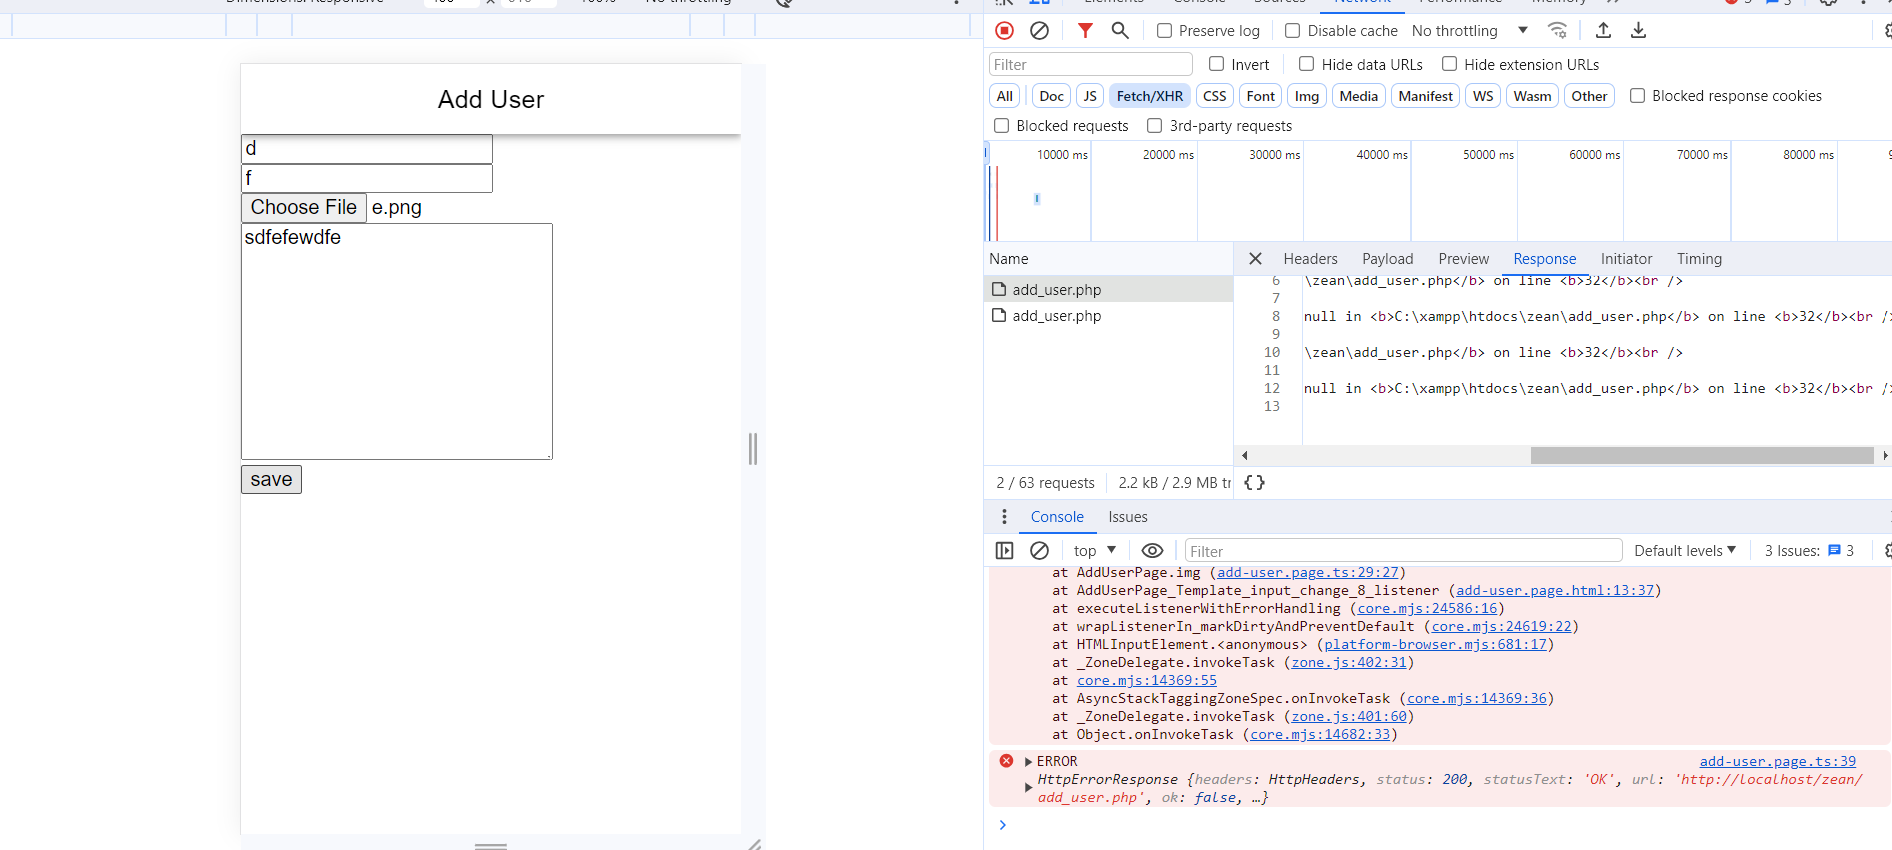 Dimensions: Responsive × 100% No throttling
Elements Console Sources Network Performance Memory
Preserve log Disable cache No throttling
Filter Invert Hide data URLs Hide extension URLs
All Doc JS Fetch/XHR CSS Font Img Media Manifest WS Wasm Other Blocked response cookies
Blocked requests 3rd-party requests
10000 ms 20000 ms 30000 ms 40000 ms 50000 ms 60000 ms 70000 ms 80000 ms
Add User
d
f
Choose File e.png
sdfefewdfe
save
Name
add_user.php
add_user.php
Headers Payload Preview Response Initiator Timing
6 \zean\add_user.php</b> on line <b>32</b><br />
7
8 null in <b>C:\xampp\htdocs\zean\add_user.php</b> on line <b>32</b><br />
9
10 \zean\add_user.php</b> on line <b>32</b><br />
11
12 null in <b>C:\xampp\htdocs\zean\add_user.php</b> on line <b>32</b><br />
13
2 / 63 requests 2.2 kB / 2.9 MB tr {}
Console Issues
top Filter Default levels 3 Issues: 3
at AddUserPage.img (add-user.page.ts:29:27)
at AddUserPage_Template_input_change_8_listener (add-user.page.html:13:37)
at executeListenerWithErrorHandling (core.mjs:24586:16)
at wrapListenerIn_markDirtyAndPreventDefault (core.mjs:24619:22)
at HTMLInputElement.<anonymous> (platform-browser.mjs:681:17)
at _ZoneDelegate.invokeTask (zone.js:402:31)
at core.mjs:14369:55
at AsyncStackTaggingZoneSpec.onInvokeTask (core.mjs:14369:36)
at _ZoneDelegate.invokeTask (zone.js:401:60)
at Object.onInvokeTask (core.mjs:14682:33)
ERROR add-user.page.ts:39
HttpErrorResponse {headers: HttpHeaders, status: 200, statusText: 'OK', url: 'http://localhost/zean/
add_user.php', ok: false, …}